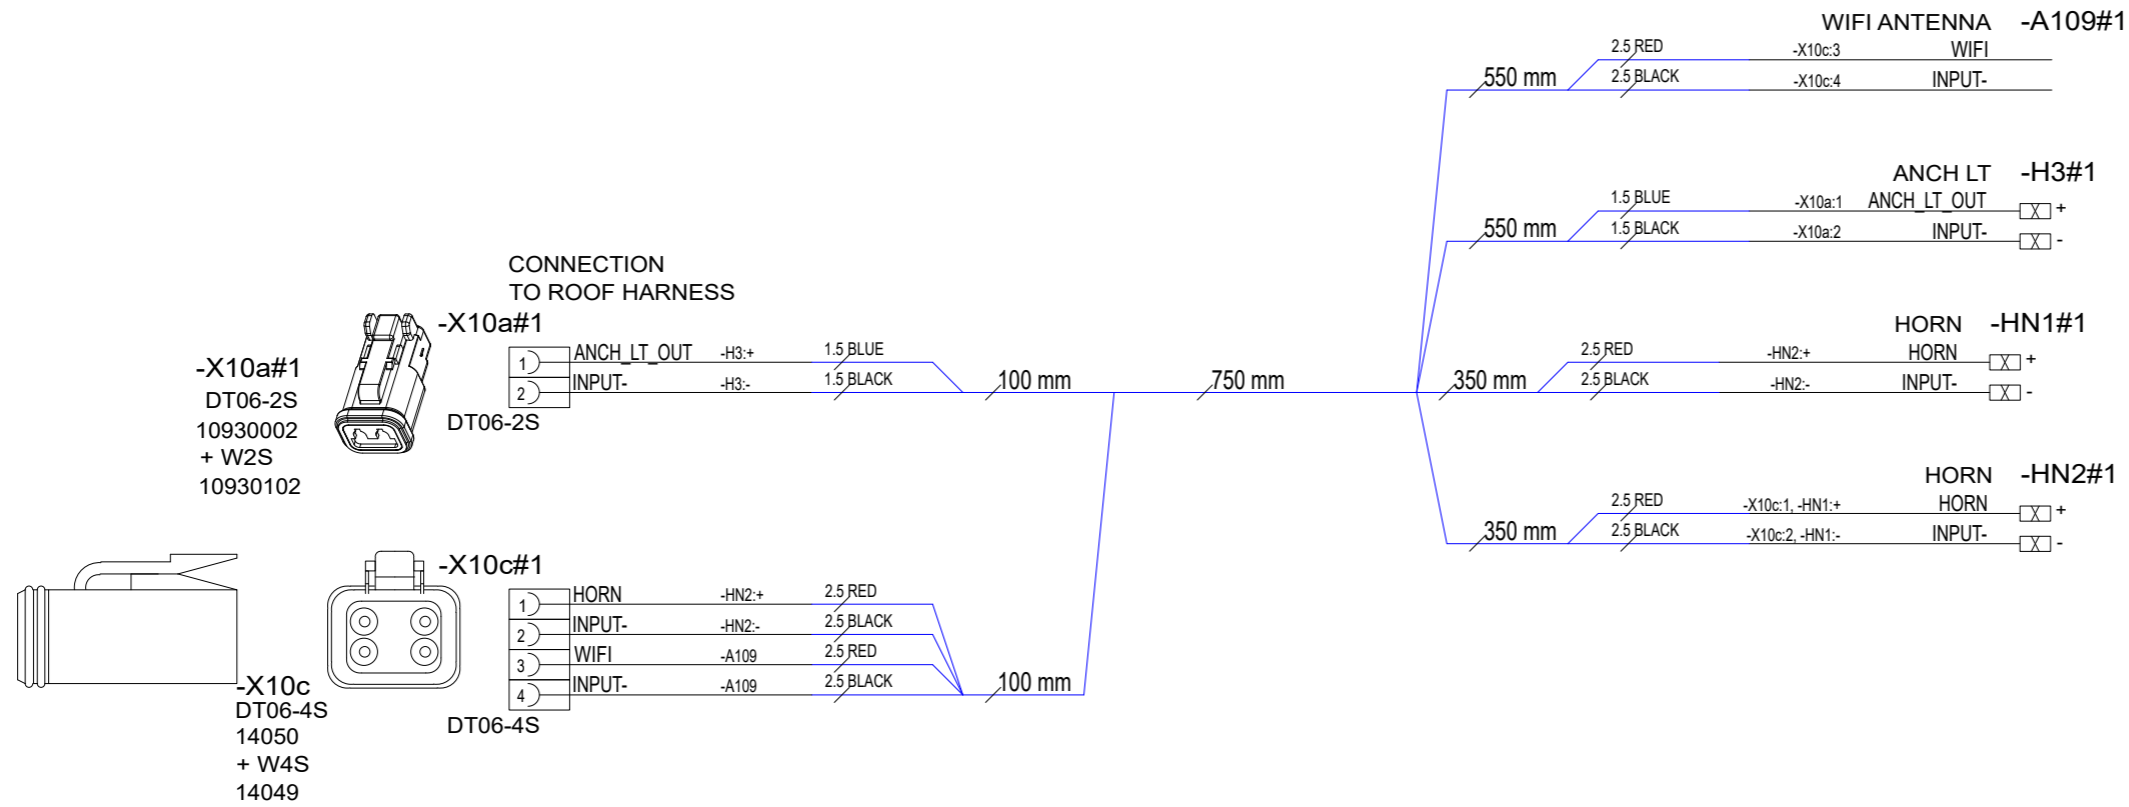 WIFI ANTENNA -A109#1
2.5 RED -X10c:3 WIFI
550 mm 2.5 BLACK -X10c:4 INPUT-
ANCH LT -H3#1
1.5 BLUE -X10a:1 ANCH_LT_OUT X +
550 mm 1.5 BLACK -X10a:2 INPUT- X -
CONNECTION
TO ROOF HARNESS
-X10a#1
HORN -HN1#1
1 ANCH_LT_OUT -H3:+ 1.5 BLUE
2 INPUT- -H3:- 1.5 BLACK 100 mm 750 mm
DT06-2S
2.5 RED -HN2:+ HORN X +
350 mm 2.5 BLACK -HN2:- INPUT- X -
-X10a#1
DT06-2S
10930002
+ W2S
10930102
HORN -HN2#1
2.5 RED -X10c:1, -HN1:+ HORN X +
350 mm 2.5 BLACK -X10c:2, -HN1:- INPUT- X -
-X10c#1
1 HORN -HN2:+ 2.5 RED
2 INPUT- -HN2:- 2.5 BLACK
3 WIFI -A109 2.5 RED
4 INPUT- -A109 2.5 BLACK 100 mm
DT06-4S
-X10c
DT06-4S
14050
+ W4S
14049